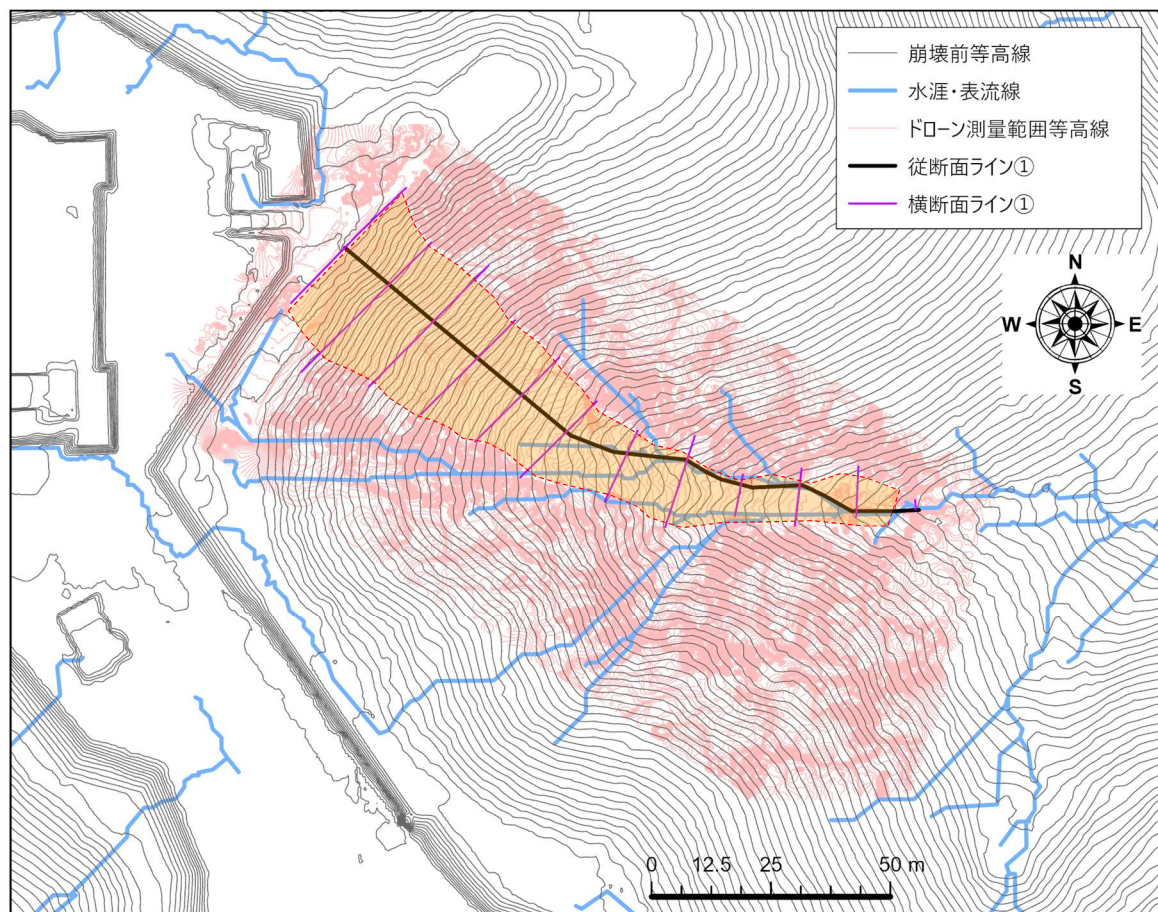 崩壊前等高線
水涯・表流線
ドローン測量範囲等高線
従断面ライン①
横断面ライン①
N
W E
S
0 12.5 25 50 m